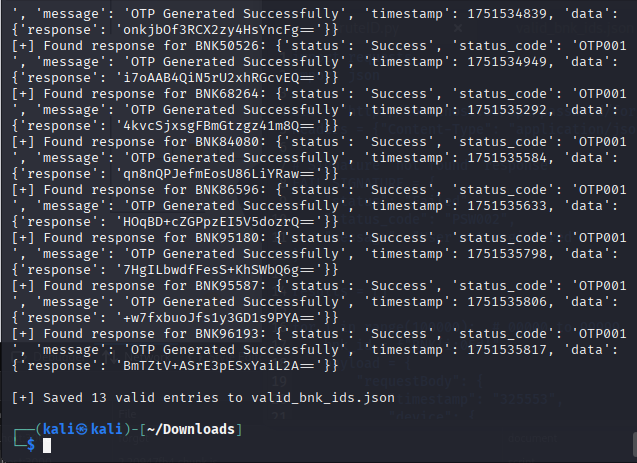 ', 'message': 'OTP Generated Successfully', 'timestamp': 1751534839, 'data':
{'response': 'onkjbOf3RCX2zy4HsYncFg=='}}
[+] Found response for BNK50526: {'status': 'Success', 'status_code': 'OTP001
', 'message': 'OTP Generated Successfully', 'timestamp': 1751534949, 'data':
{'response': 'i7oAAB4QiN5rU2xhRGcvEQ=='}}
[+] Found response for BNK68264: {'status': 'Success', 'status_code': 'OTP001
', 'message': 'OTP Generated Successfully', 'timestamp': 1751535292, 'data':
{'response': '4kvcSjxsgFBmGtzgz41m8Q=='}}
[+] Found response for BNK84080: {'status': 'Success', 'status_code': 'OTP001
', 'message': 'OTP Generated Successfully', 'timestamp': 1751535584, 'data':
{'response': 'qn8nQPJefmEosU86LiYRaw=='}}
[+] Found response for BNK86596: {'status': 'Success', 'status_code': 'OTP001
', 'message': 'OTP Generated Successfully', 'timestamp': 1751535633, 'data':
{'response': 'HOqBD+cZGPpzEI5V5dozrQ=='}}
[+] Found response for BNK95180: {'status': 'Success', 'status_code': 'OTP001
', 'message': 'OTP Generated Successfully', 'timestamp': 1751535798, 'data':
{'response': '7HgILbwdfFesS+KhSWbQ6g=='}}
[+] Found response for BNK95587: {'status': 'Success', 'status_code': 'OTP001
', 'message': 'OTP Generated Successfully', 'timestamp': 1751535806, 'data':
{'response': '+w7fxbuoJfs1y3GD1s9PYA=='}}
[+] Found response for BNK96193: {'status': 'Success', 'status_code': 'OTP001
', 'message': 'OTP Generated Successfully', 'timestamp': 1751535817, 'data':
{'response': 'BmTZtV+ASrE3pESxYaiL2A=='}}
[+] Saved 13 valid entries to valid_bnk_ids.json
┌──(kali㉿kali)-[~/Downloads]
└─$